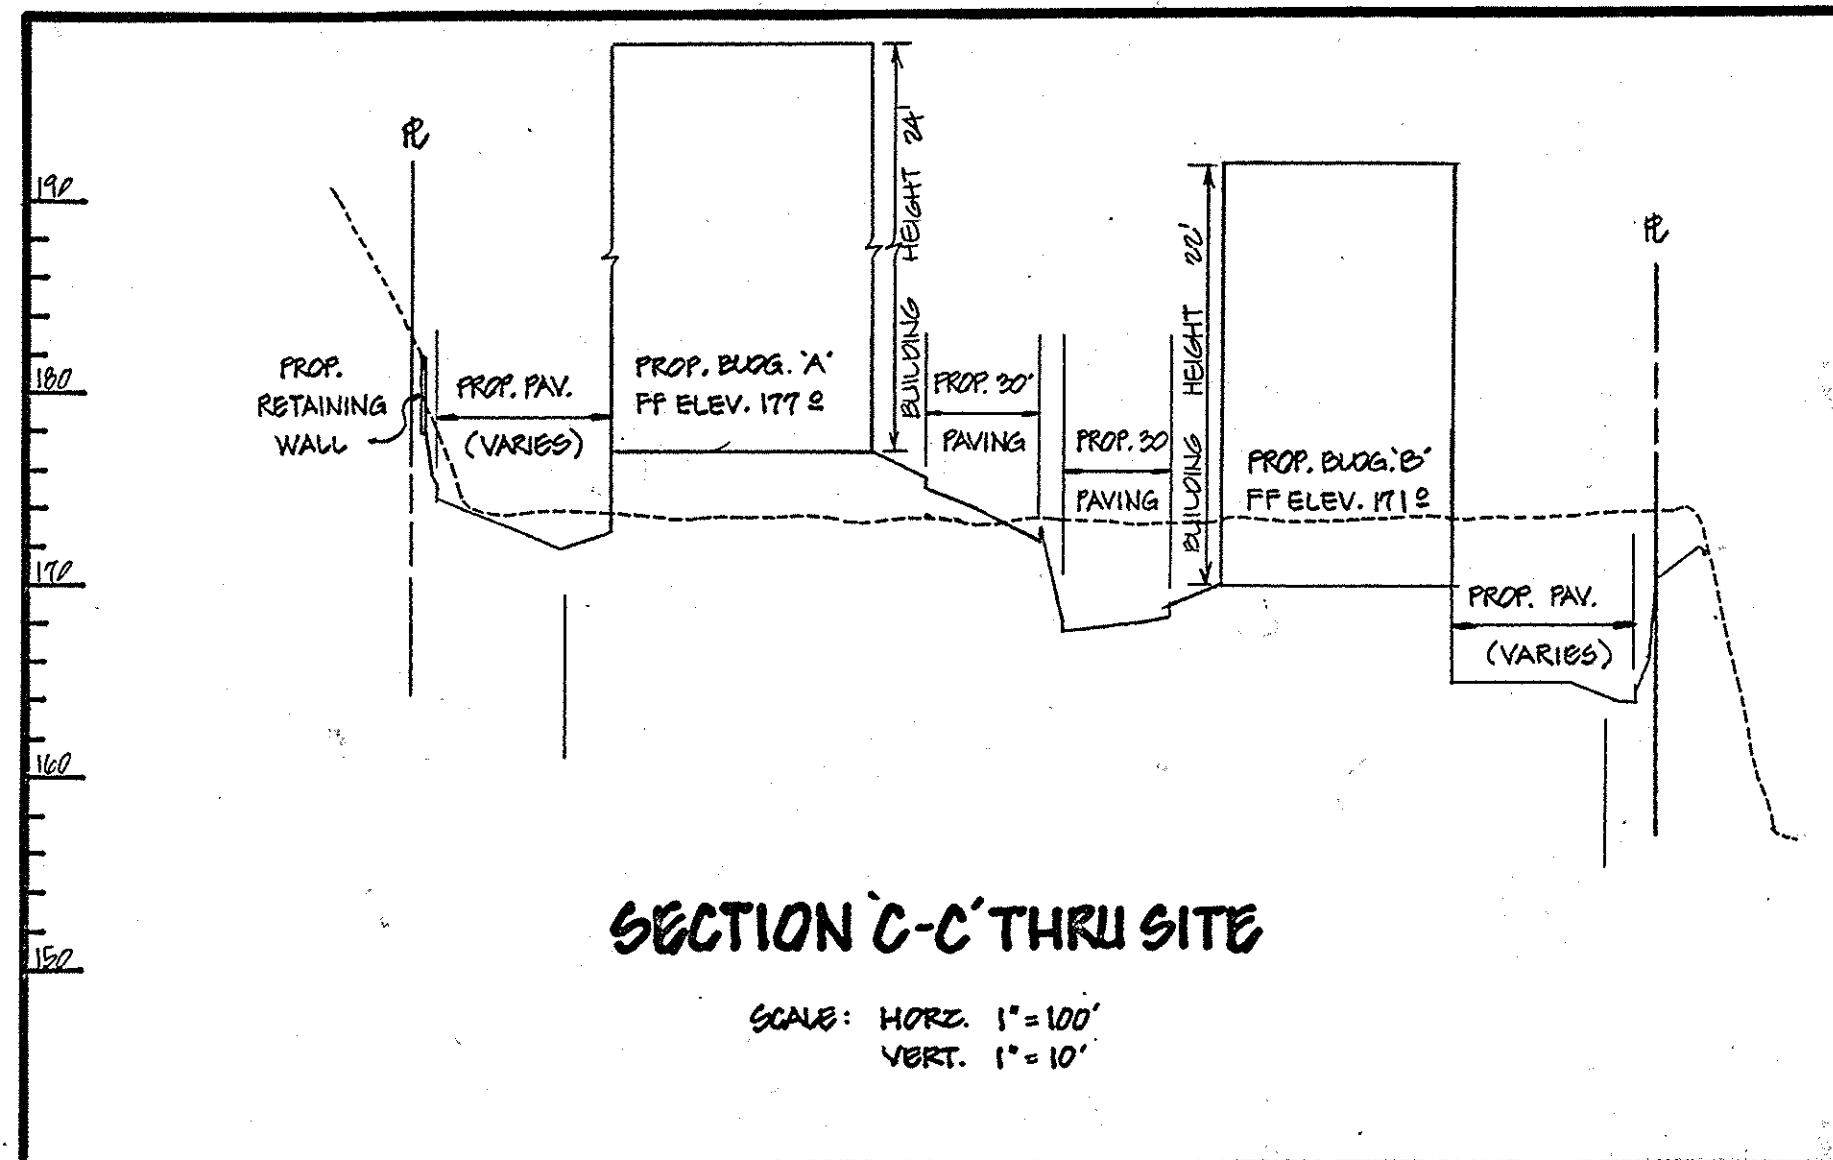 190
180
170
160
150
PL
PROP.
RETAINING
WALL
PROP. PAV.
(VARIES)
PROP. BLDG. 'A'
FF ELEV. 177 0
BUILDING HEIGHT 24'
PROP. 30'
PAVING
PROP. 30
PAVING
BUILDING HEIGHT 22'
PROP. BLDG. 'B'
FF ELEV. 171 0
PL
PROP. PAV.
(VARIES)
SECTION 'C-C' THRU SITE
SCALE: HORZ. 1" = 100'
VERT. 1" = 10'